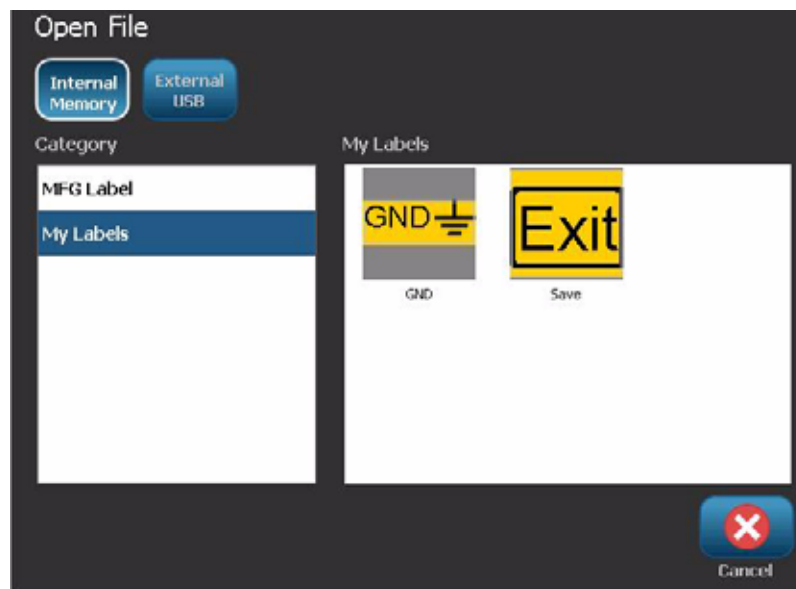 Open File
Internal
Memory
External
USB
Category
My Labels
MFG Label
My Labels
GND
Exit
GND
Save
Cancel